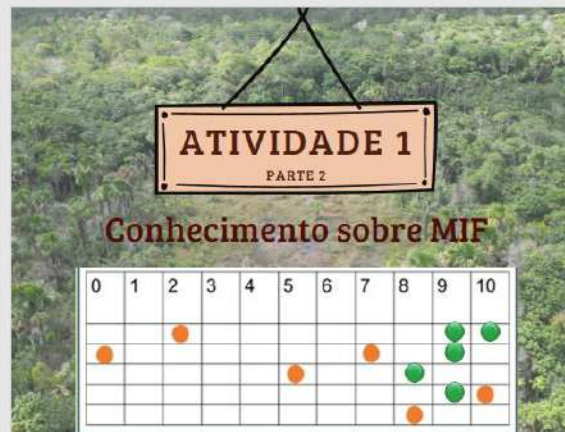 ATIVIDADE 1
PARTE 2
Conhecimento sobre MIF
0 1 2 3 4 5 6 7 8 9 10